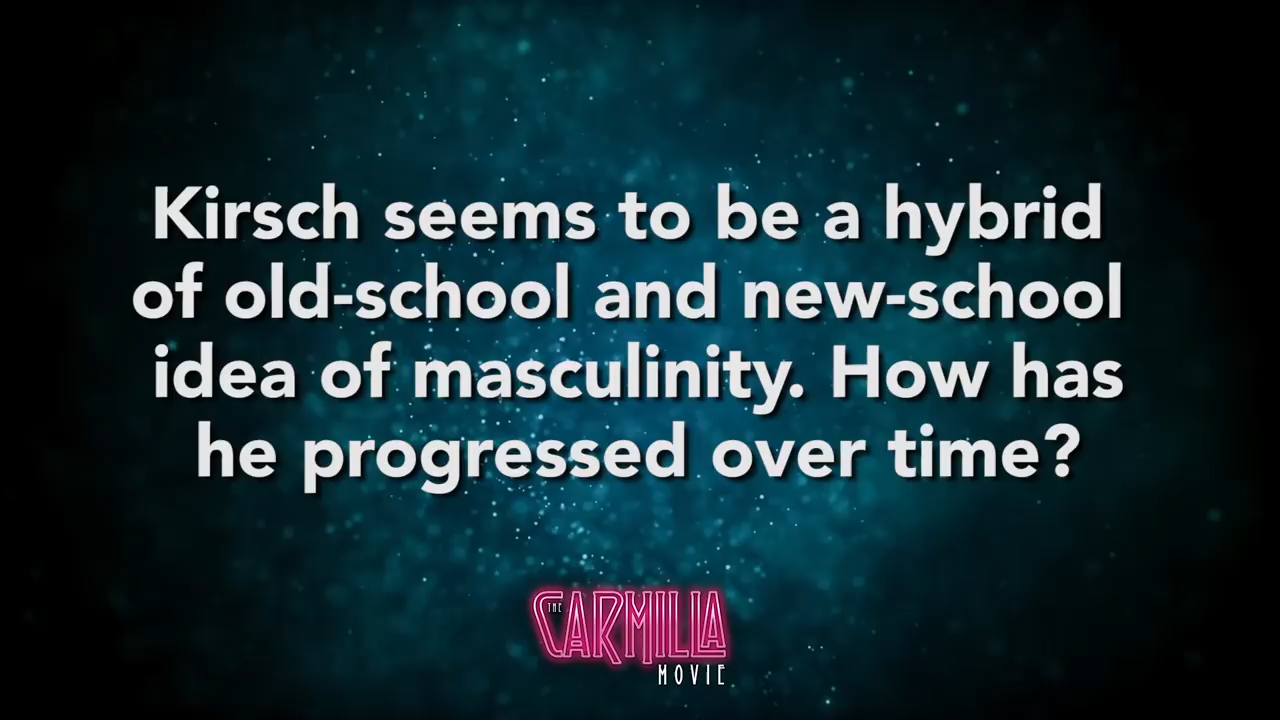 Kirsch seems to be a hybrid
of old-school and new-school
idea of masculinity. How has
he progressed over time?
THE
CARMILLA
MOVIE